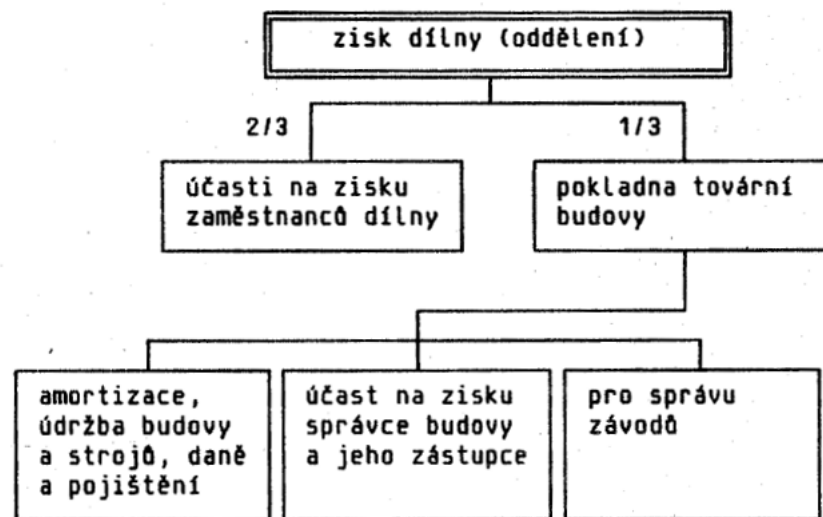 zisk dílny (oddělení)
2/3
1/3
účasti na zisku
zaměstnanců dílny
pokladna tovární
budovy
amortizace,
údržba budovy
a strojů, daně
a pojištění
účast na zisku
správce budovy
a jeho zástupce
pro správu
závodů